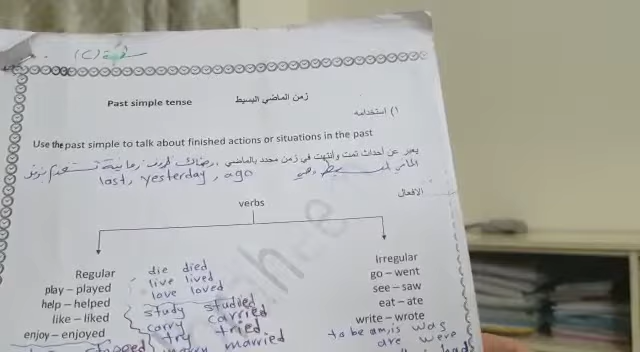 (C)
Past simple tense زمن الماضي البسيط
١) استخدامه
Use the past simple to talk about finished actions or situations in the past
يعبر عن أحداث تمت وأنتهت في زمن محدد بالماضي
last, yesterday, ago
الافعال
verbs
Regular
play – played
help – helped
like – liked
enjoy – enjoyed
stopped
die died
live lived
love loved
study studied
carry carried
try tried
marry married
Irregular
go – went
see – saw
eat – ate
write – wrote
to be am, is was
are were